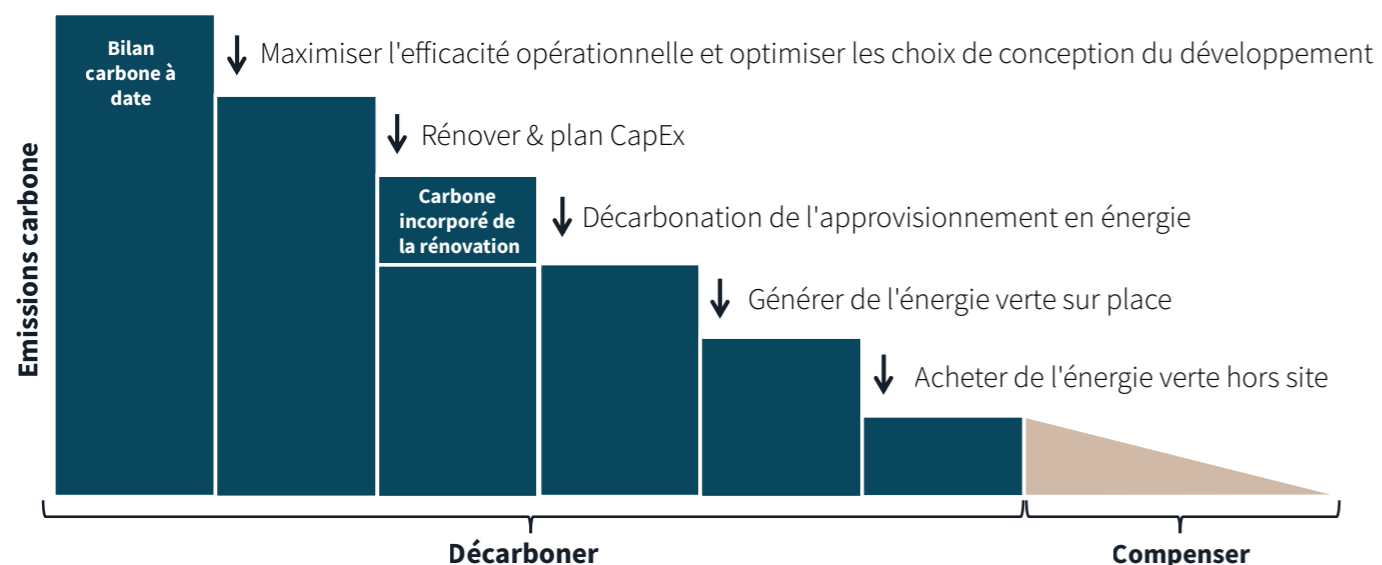 Bilan
carbone à
date
Maximiser l'efficacité opérationnelle et optimiser les choix de conception du développement
Rénover & plan CapEx
Carbone
incorporé de
la rénovation
Décarbonation de l'approvisionnement en énergie
Générer de l'énergie verte sur place
Acheter de l'énergie verte hors site
Emissions carbone
Décarboner
Compenser